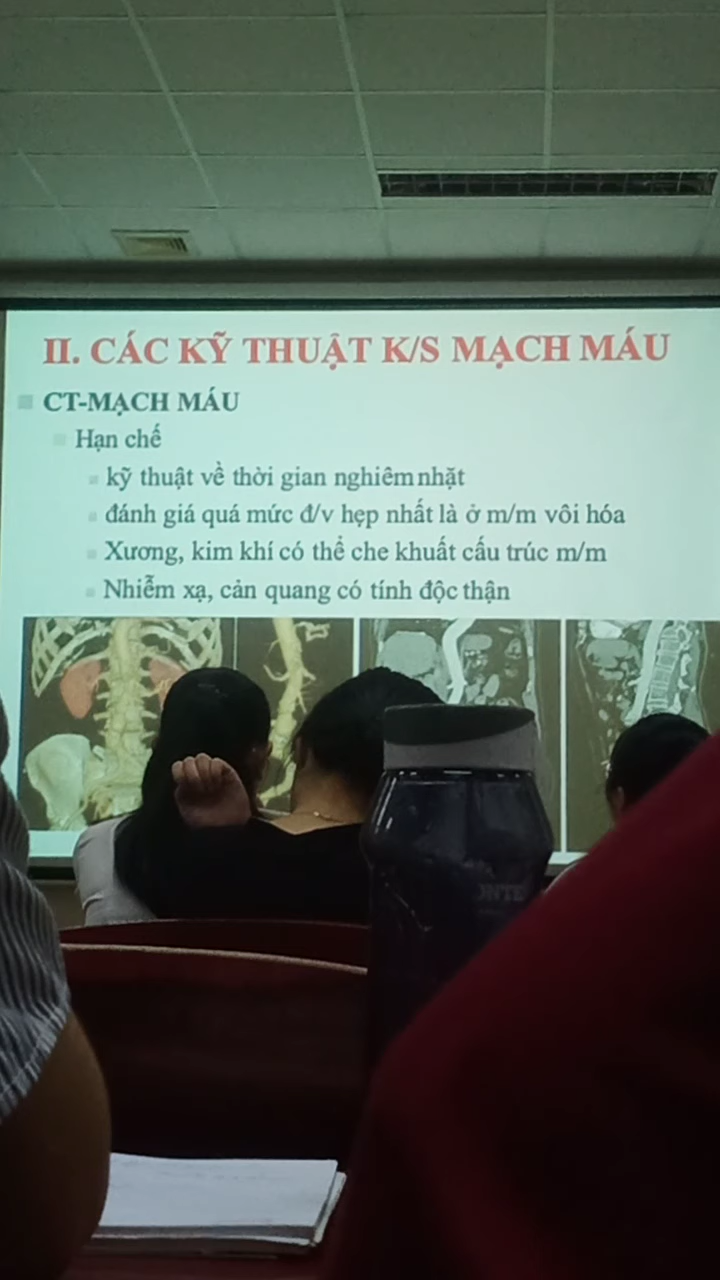 II. CÁC KỸ THUẬT K/S MẠCH MÁU
CT-MẠCH MÁU
Hạn chế
kỹ thuật về thời gian nghiêm nhặt
đánh giá quá mức đ/v hẹp nhất là ở m/m vôi hóa
Xương, kim khí có thể che khuất cấu trúc m/m
Nhiễm xạ, cản quang có tính độc thận